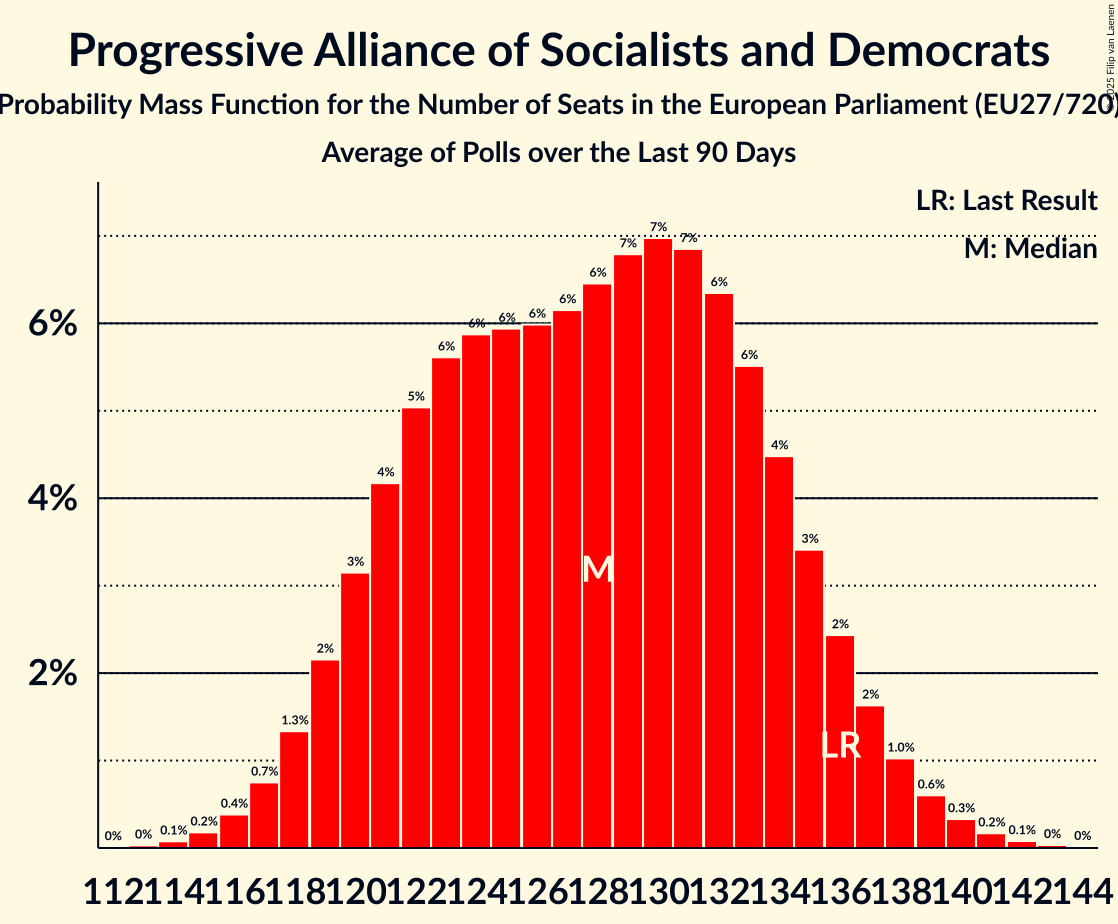 Progressive Alliance of Socialists and Democrats
Probability Mass Function for the Number of Seats in the European Parliament (EU27/720)
Average of Polls over the Last 90 Days
© 2025 Filip van Laenen
LR: Last Result
M: Median
6%
4%
2%
0% 0% 0.1% 0.2% 0.4% 0.7% 1.3% 2% 3% 4% 5% 6% 6% 6% 6% 6% 6% 7% 7% 7% 6% 6% 4% 3% 2% 2% 1.0% 0.6% 0.3% 0.2% 0.1% 0% 0%
M
LR
112 114 116 118 120 122 124 126 128 130 132 134 136 138 140 142 144